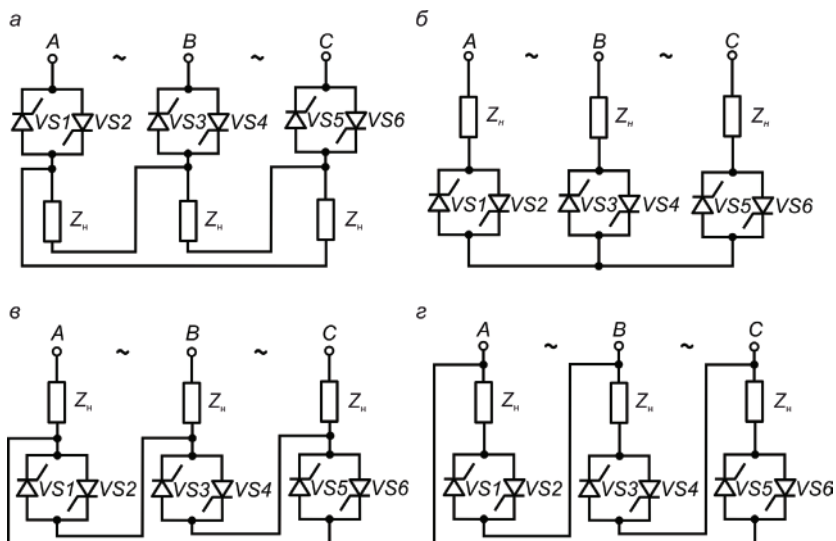 а
A ~ B ~ C
VS1 VS2 VS3 VS4 VS5 VS6
Zн Zн Zн
б
A ~ B ~ C
Zн Zн Zн
VS1 VS2 VS3 VS4 VS5 VS6
в
A ~ B ~ C
Zн Zн Zн
VS1 VS2 VS3 VS4 VS5 VS6
г
A ~ B ~ C
Zн Zн Zн
VS1 VS2 VS3 VS4 VS5 VS6